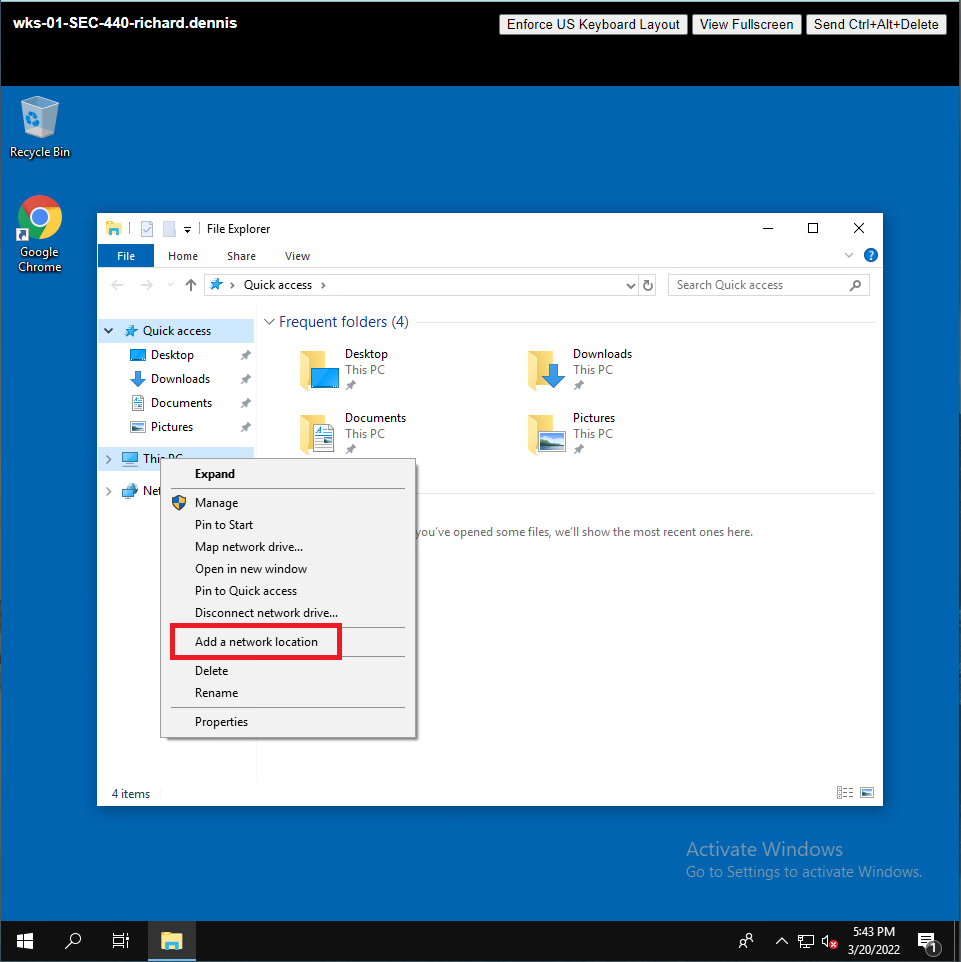 wks-01-SEC-440-richard.dennis
Enforce US Keyboard Layout
View Fullscreen
Send Ctrl+Alt+Delete
Recycle Bin
Google
Chrome
File Explorer
File
Home
Share
View
?
Quick access
Search Quick access
Quick access
Desktop
Downloads
Documents
Pictures
Frequent folders (4)
Desktop
This PC
Downloads
This PC
Documents
This PC
Pictures
This PC
This PC
Expand
Manage
Pin to Start
Map network drive...
Open in new window
Pin to Quick access
Disconnect network drive...
Add a network location
Delete
Rename
Properties
you've opened some files, we'll show the most recent ones here.
4 items
Activate Windows
Go to Settings to activate Windows.
5:43 PM
3/20/2022
1